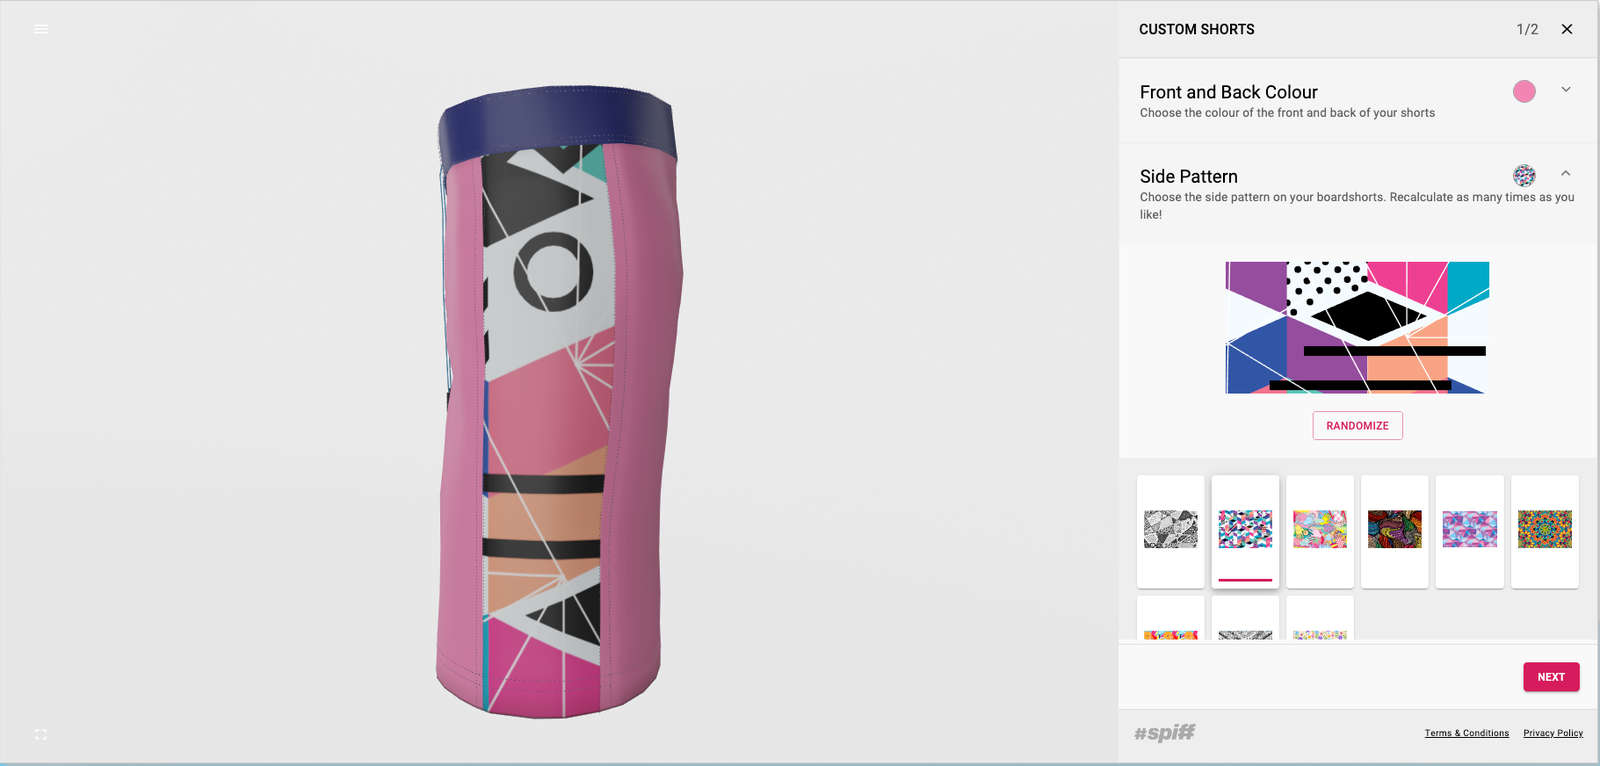 CUSTOM SHORTS
1/2
Front and Back Colour
Choose the colour of the front and back of your shorts
Side Pattern
Choose the side pattern on your boardshorts. Recalculate as many times as you
like!
RANDOMIZE
NEXT
#spiff
Terms & Conditions
Privacy Policy